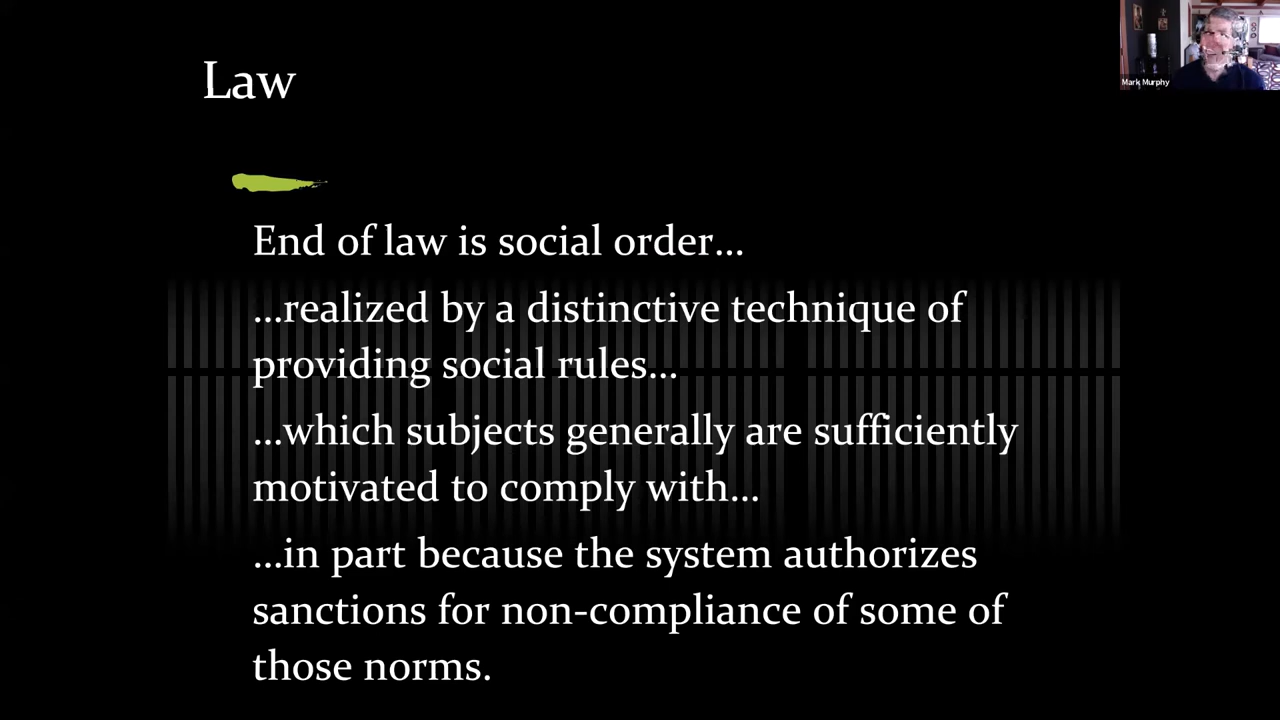 Law
Mark Murphy
End of law is social order...
...realized by a distinctive technique of
providing social rules...
...which subjects generally are sufficiently
motivated to comply with...
...in part because the system authorizes
sanctions for non-compliance of some of
those norms.